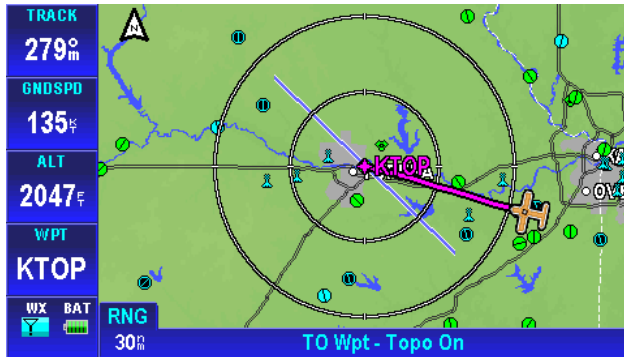 TRACK
279°m
GNDSPD
135KT
ALT
2047FT
WPT
KTOP
WX BAT
N
KTOP
OV
RNG
30nm
TO Wpt - Topo On